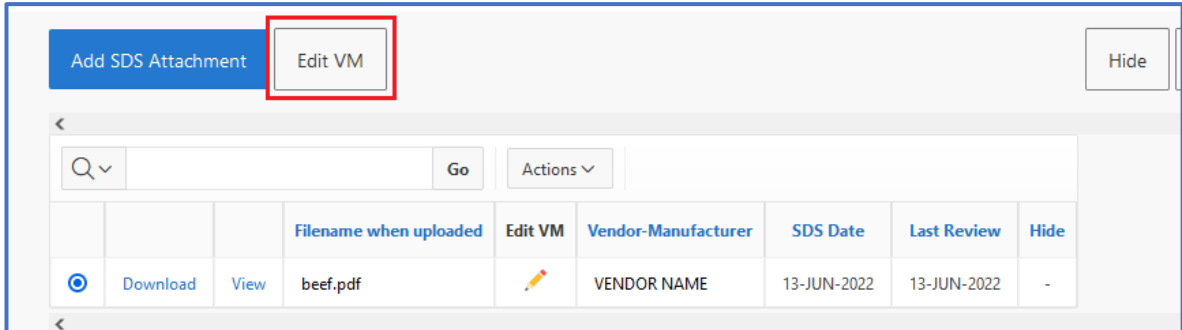 Add SDS Attachment Edit VM Hide
Go Actions
Filename when uploaded Edit VM Vendor-Manufacturer SDS Date Last Review Hide
Download View beef.pdf VENDOR NAME 13-JUN-2022 13-JUN-2022 -